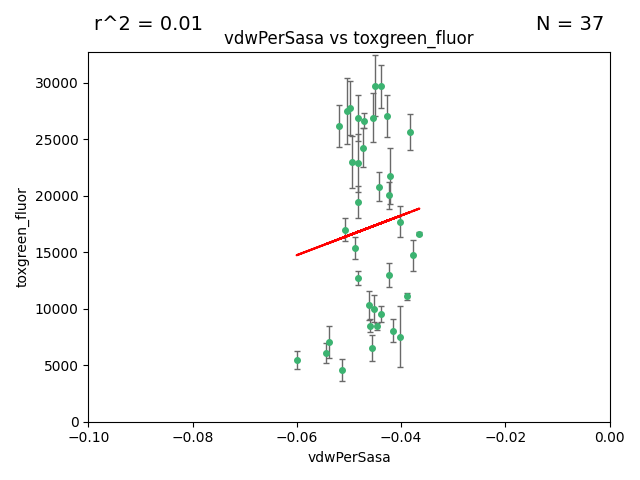 r^2 = 0.01
N = 37
vdwPerSasa vs toxgreen_fluor
toxgreen_fluor
30000
25000
20000
15000
10000
5000
0
−0.10
−0.08
−0.06
−0.04
−0.02
0.00
vdwPerSasa